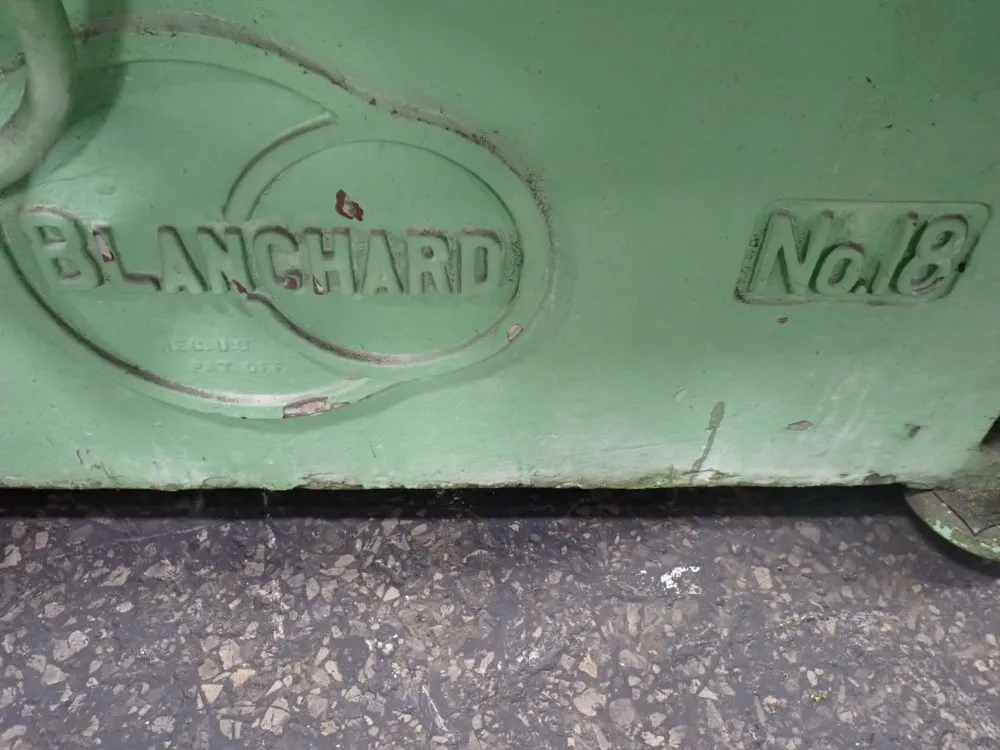 BLANCHARD
REG. U.S.
PAT. OFF.
No.18